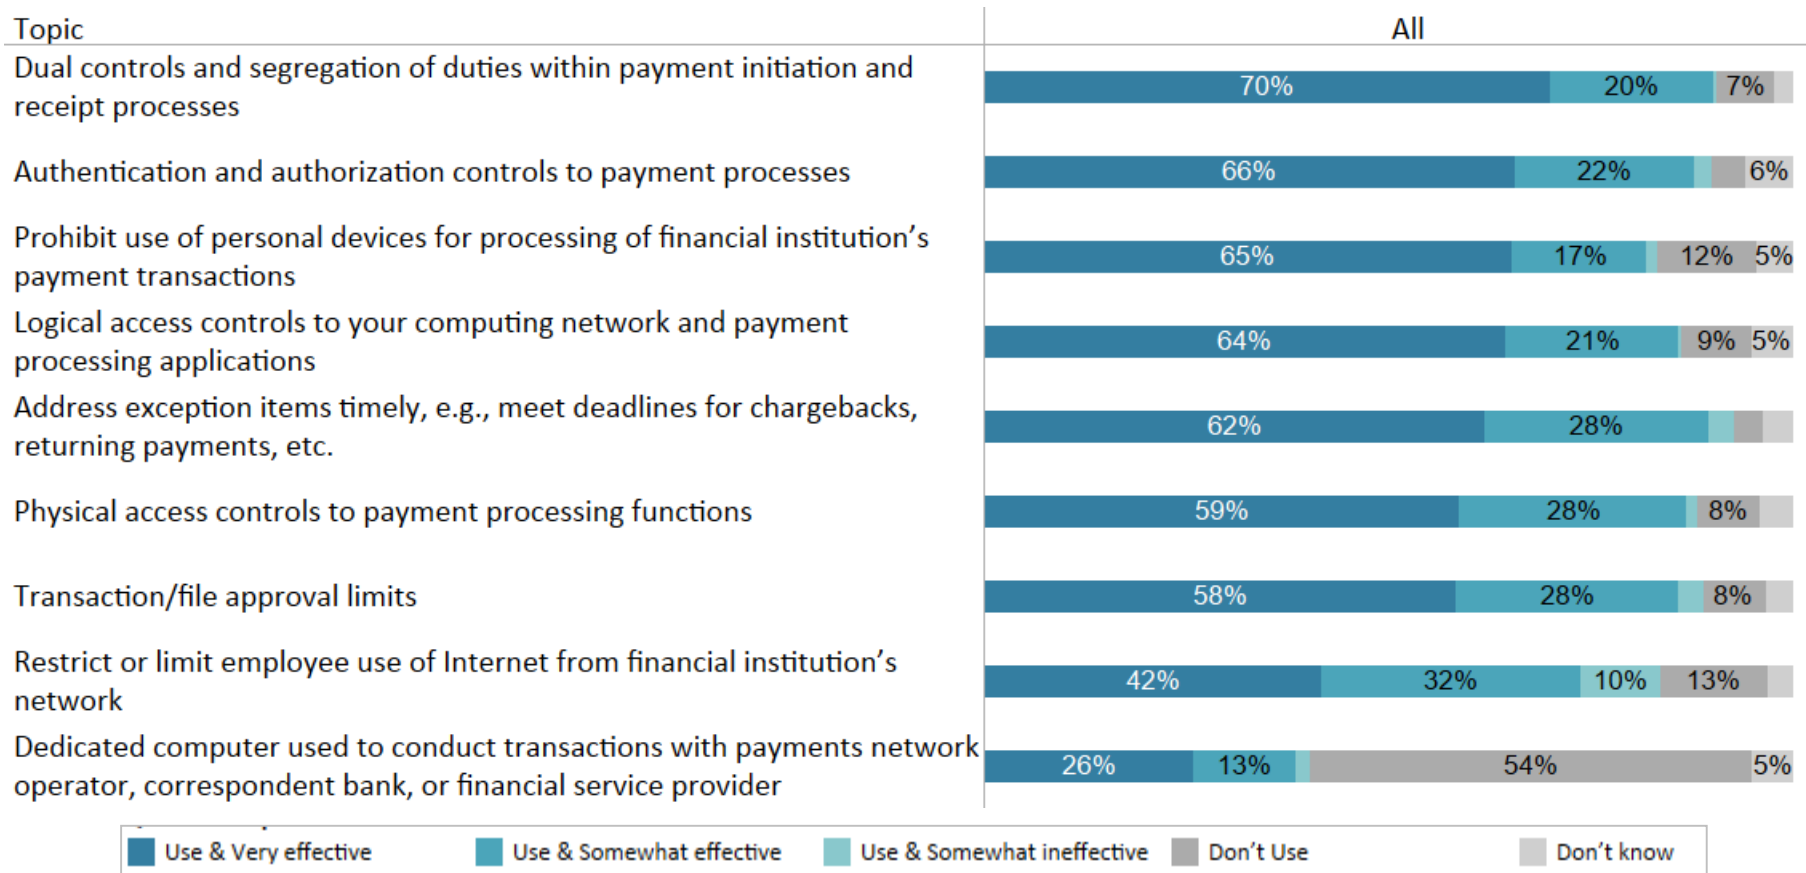 Topic All
Dual controls and segregation of duties within payment initiation and
receipt processes
70% 20% 7%
Authentication and authorization controls to payment processes
66% 22% 6%
Prohibit use of personal devices for processing of financial institution’s
payment transactions
65% 17% 12% 5%
Logical access controls to your computing network and payment
processing applications
64% 21% 9% 5%
Address exception items timely, e.g., meet deadlines for chargebacks,
returning payments, etc.
62% 28%
Physical access controls to payment processing functions
59% 28% 8%
Transaction/file approval limits
58% 28% 8%
Restrict or limit employee use of Internet from financial institution’s
network
42% 32% 10% 13%
Dedicated computer used to conduct transactions with payments network
operator, correspondent bank, or financial service provider
26% 13% 54% 5%
Use & Very effective Use & Somewhat effective Use & Somewhat ineffective Don’t Use Don’t know